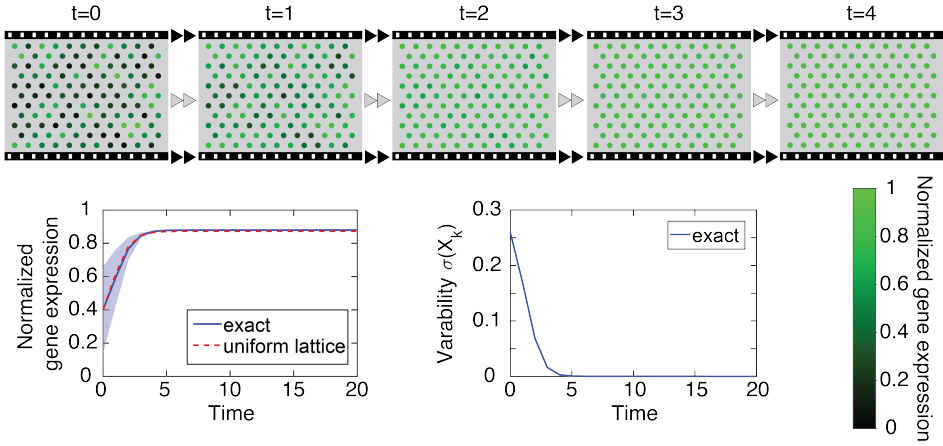 t=0 t=1 t=2 t=3 t=4
Normalized
gene expression
1
0.8
0.6
0.4
0.2
0
exact
uniform lattice
0 5 10 15 20
Time
Varability σ(X_k)
0.3
0.2
0.1
0
exact
0 5 10 15 20
Time
1
0.8
0.6
0.4
0.2
0
Normalized gene expression